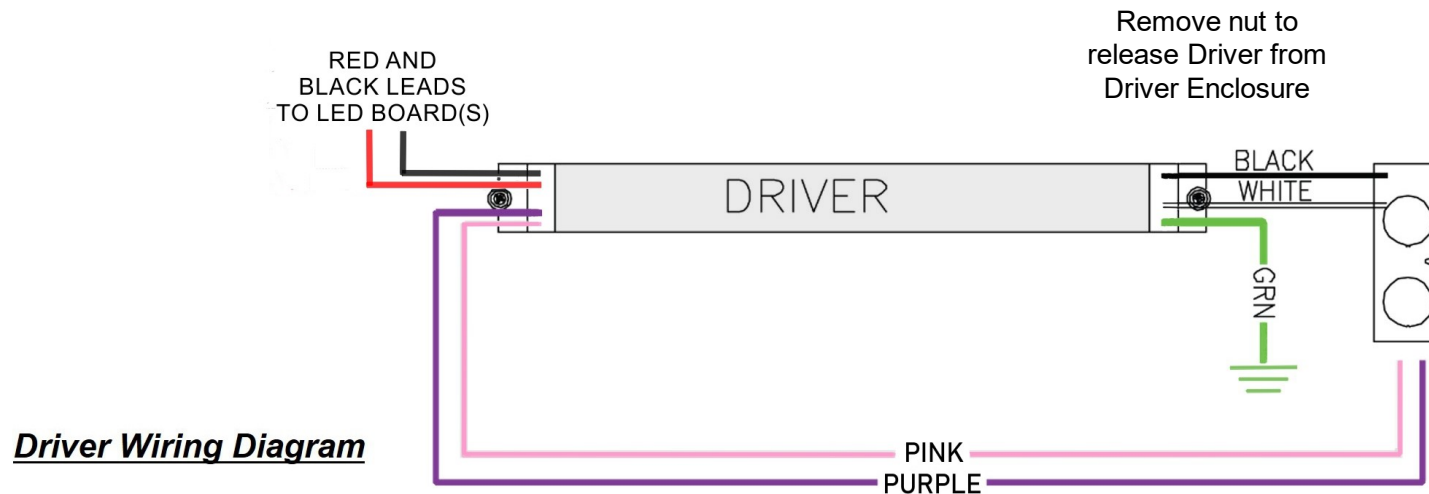 Remove nut to
release Driver from
Driver Enclosure
RED AND
BLACK LEADS
TO LED BOARD(S)
DRIVER
BLACK
WHITE
GRN
Driver Wiring Diagram
PINK
PURPLE